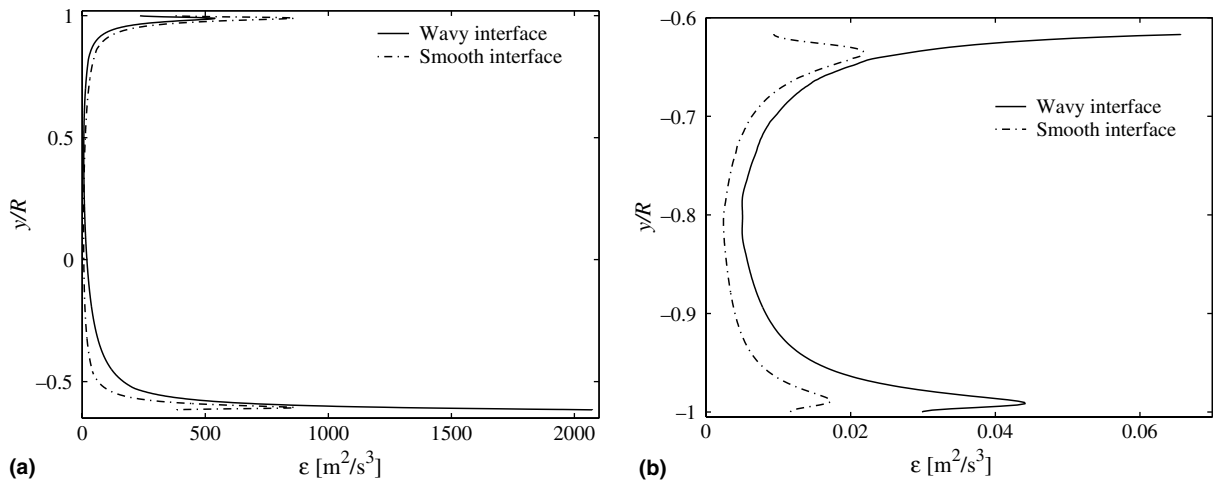 1
0.5
0
−0.5
y/R
0
500
1000
1500
2000
ε [m²/s³]
Wavy interface
Smooth interface
(a)
−0.6
−0.7
−0.8
−0.9
−1
y/R
0
0.02
0.04
0.06
ε [m²/s³]
Wavy interface
Smooth interface
(b)